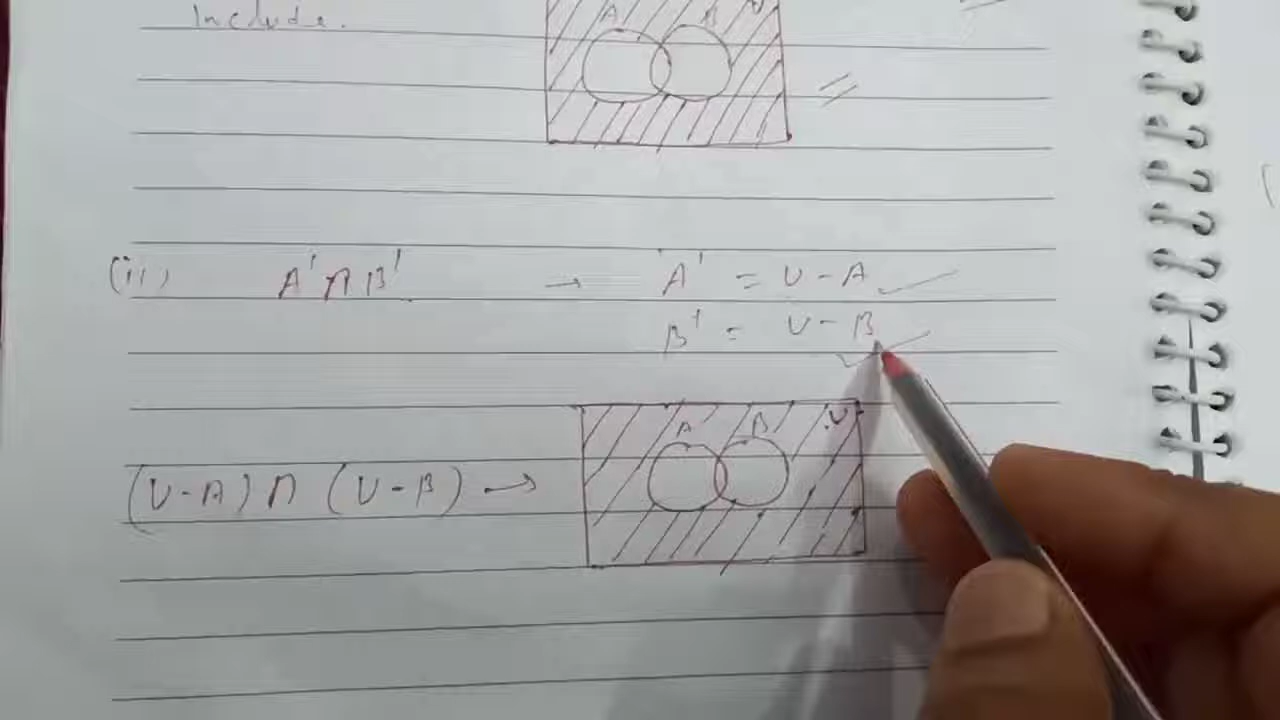 Include.
A B U
(ii) A' ∩ B' → A' = U - A
B' = U - B
A B U
(U-A) ∩ (U-B) →